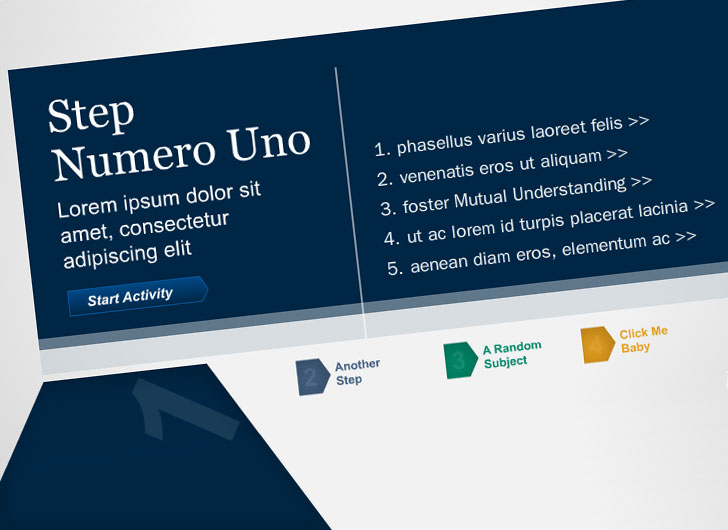 Step
Numero Uno
Lorem ipsum dolor sit
amet, consectetur
adipiscing elit
Start Activity
1. phasellus varius laoreet felis >>
2. venenatis eros ut aliquam >>
3. foster Mutual Understanding >>
4. ut ac lorem id turpis placerat lacinia >>
5. aenean diam eros, elementum ac >>
1
2
Another
Step
3
A Random
Subject
4
Click Me
Baby